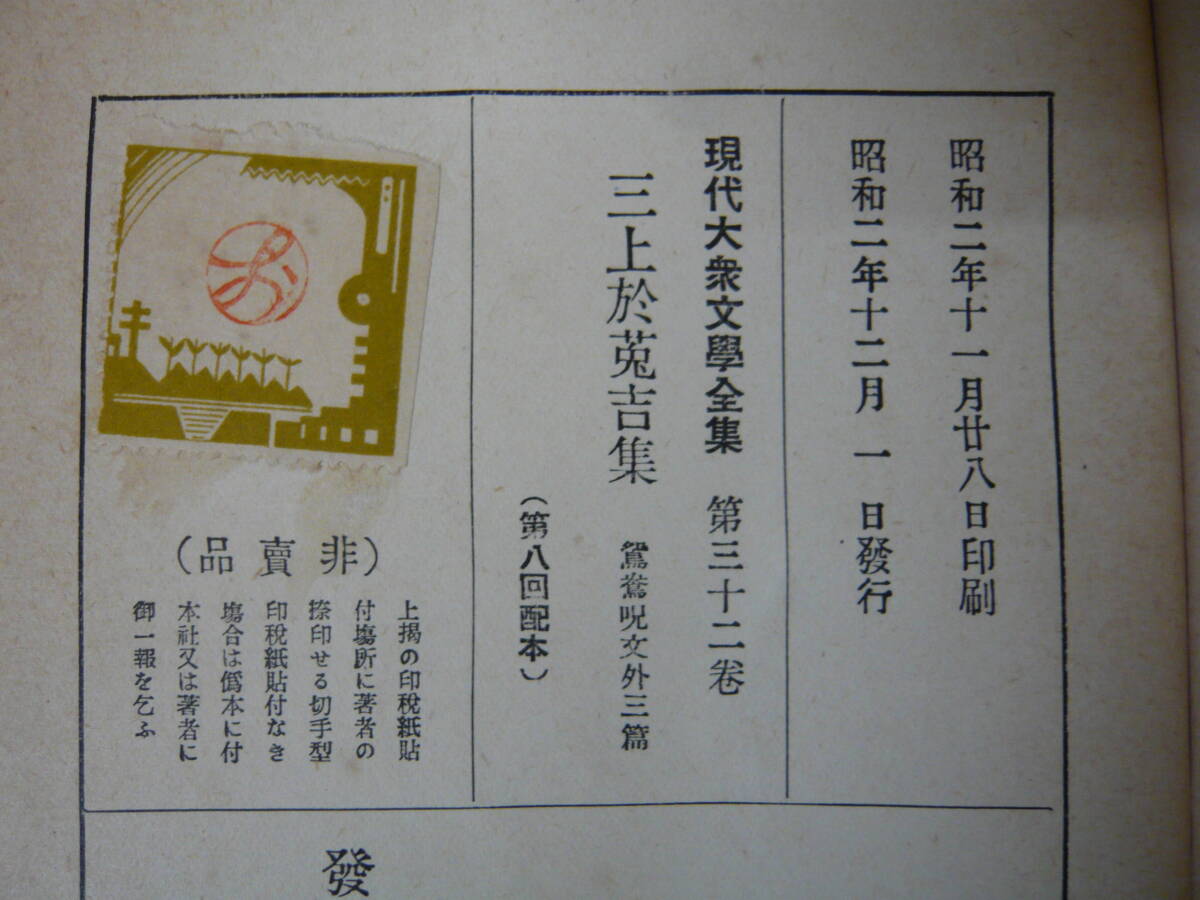 昭和二年十一月廿八日印刷
昭和二年十二月一日發行
現代大衆文學全集 第三十二卷
三上於菟吉集 鴛鴦呪文外三篇
(第八回配本)
(非賣品)
上揭の印稅紙貼
付塲所に著者の
捺印せる切手型
印稅紙貼付なき
塲合は僞本に付
本社又は著者に
御一報を乞ふ
發